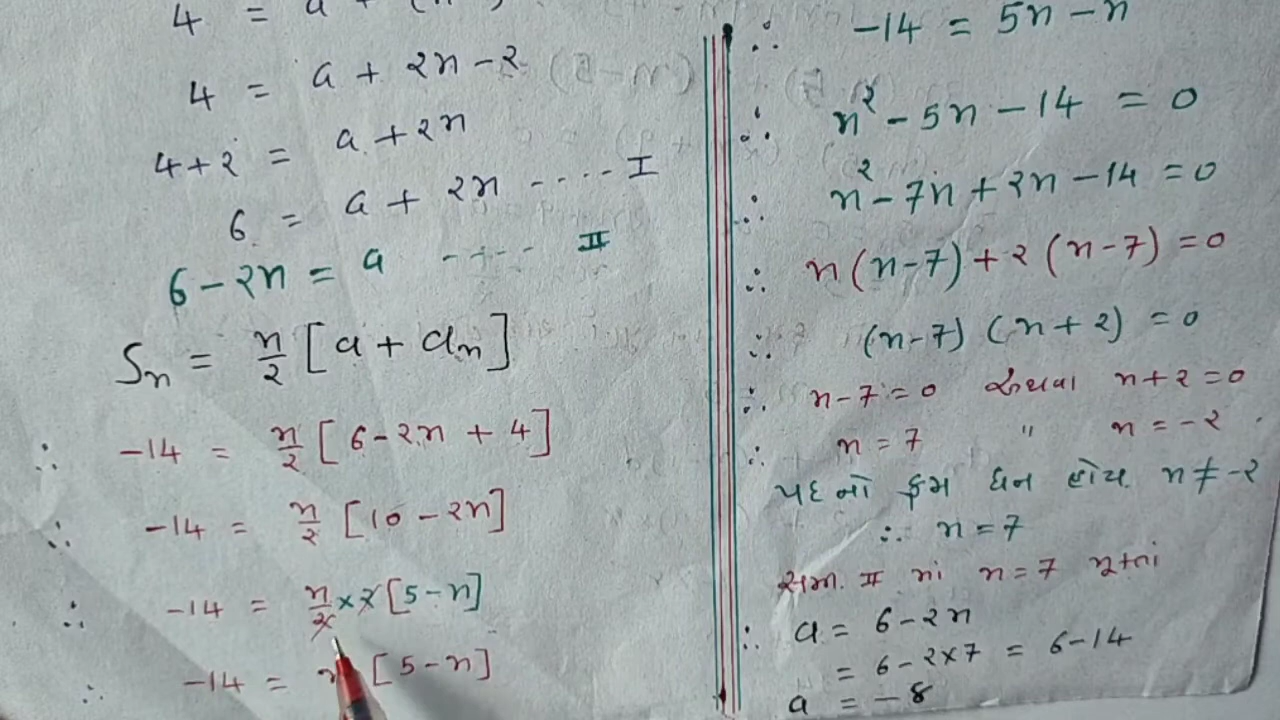 4 = a +
4 = a + 2n - 2
4+2 = a + 2n
6 = a + 2n ---- I
6 - 2n = a ---- II
Sn = n/2 [a + an]
∴ -14 = n/2 [6 - 2n + 4]
∴ -14 = n/2 [10 - 2n]
∴ -14 = n/2 × 2 [5 - n]
∴ -14 = n [5 - n]
∴ -14 = 5n - n
∴ n² - 5n - 14 = 0
∴ n² - 7n + 2n - 14 = 0
∴ n(n-7) + 2(n-7) = 0
∴ (n-7) (n+2) = 0
∴ n-7 = 0 અથવા n+2 = 0
∴ n = 7 " n = -2
પદનો ક્રમ ધન હોય n ≠ -2
∴ n = 7
સમી. II માં n = 7 મૂકતાં
∴ a = 6 - 2n
= 6 - 2×7 = 6 - 14
a = -8